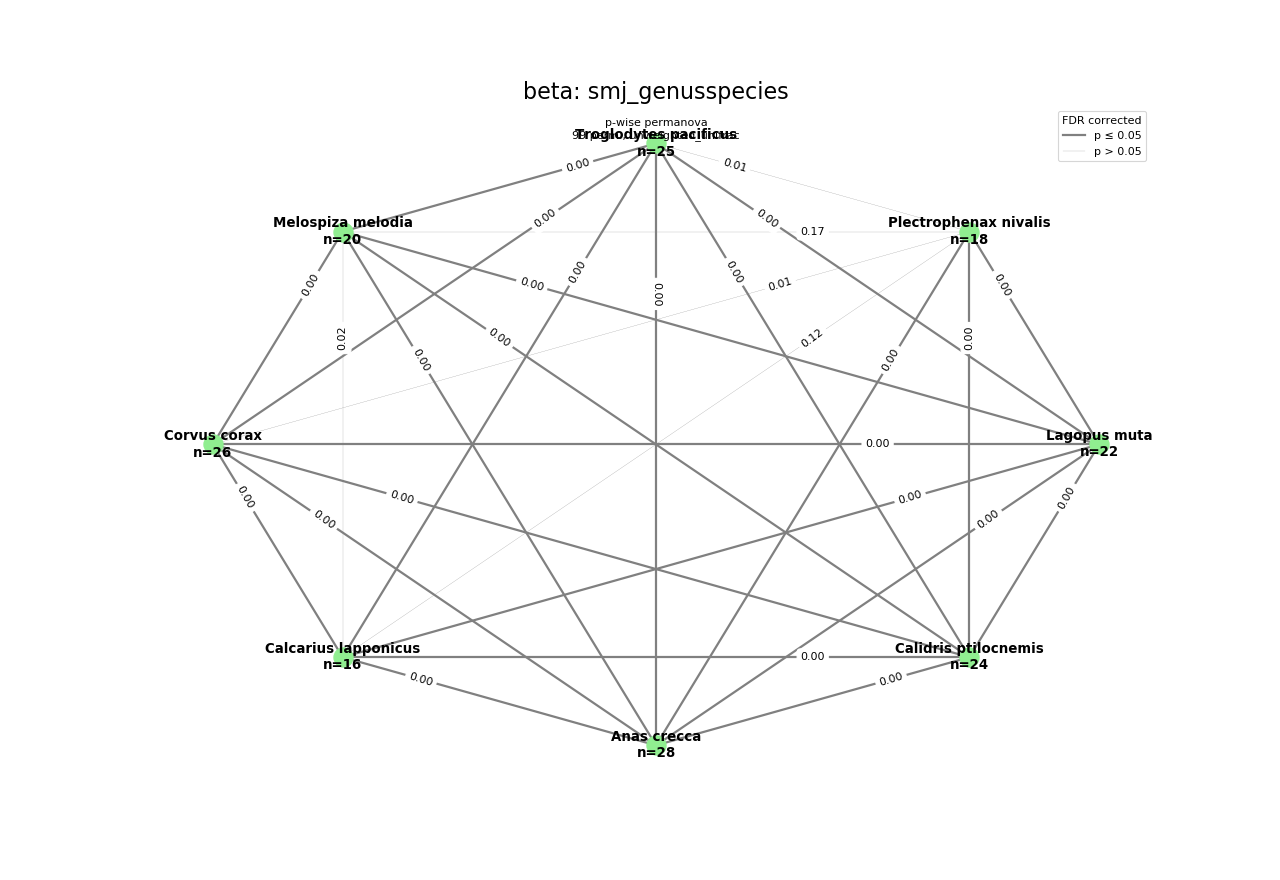 beta: smj_genusspecies
p-wise permanova
Troglodytes pacificus
n=25
FDR corrected
p ≤ 0.05
p > 0.05
0.00
0.01
0.00
0.00
Melospiza melodia
n=20
0.17
Plectrophenax nivalis
n=18
0.00
0.00
0.00
0.00
0.00
0.01
0.00
0.00
0.02
0.00
0.12
0.00
0.00
0.00
Corvus corax
n=26
0.00
Lagopus muta
n=22
0.00
0.00
0.00
0.00
0.00
0.00
Calcarius lapponicus
n=16
0.00
Calidris ptilocnemis
n=24
0.00
0.00
Anas crecca
n=28